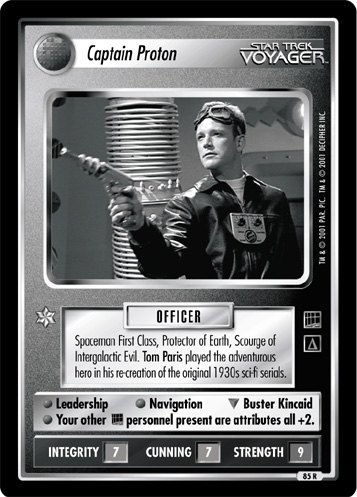 Captain Proton
STAR TREK
VOYAGER™
TM & © 2001 PAR. PIC. TM & © 2001 DECIPHER INC.
OFFICER
Spaceman First Class, Protector of Earth, Scourge of
Intergalactic Evil. Tom Paris played the adventurous
hero in his re-creation of the original 1930s sci-fi serials.
Leadership Navigation Buster Kincaid
Your other personnel present are attributes all +2.
INTEGRITY 7 CUNNING 7 STRENGTH 9
85 R